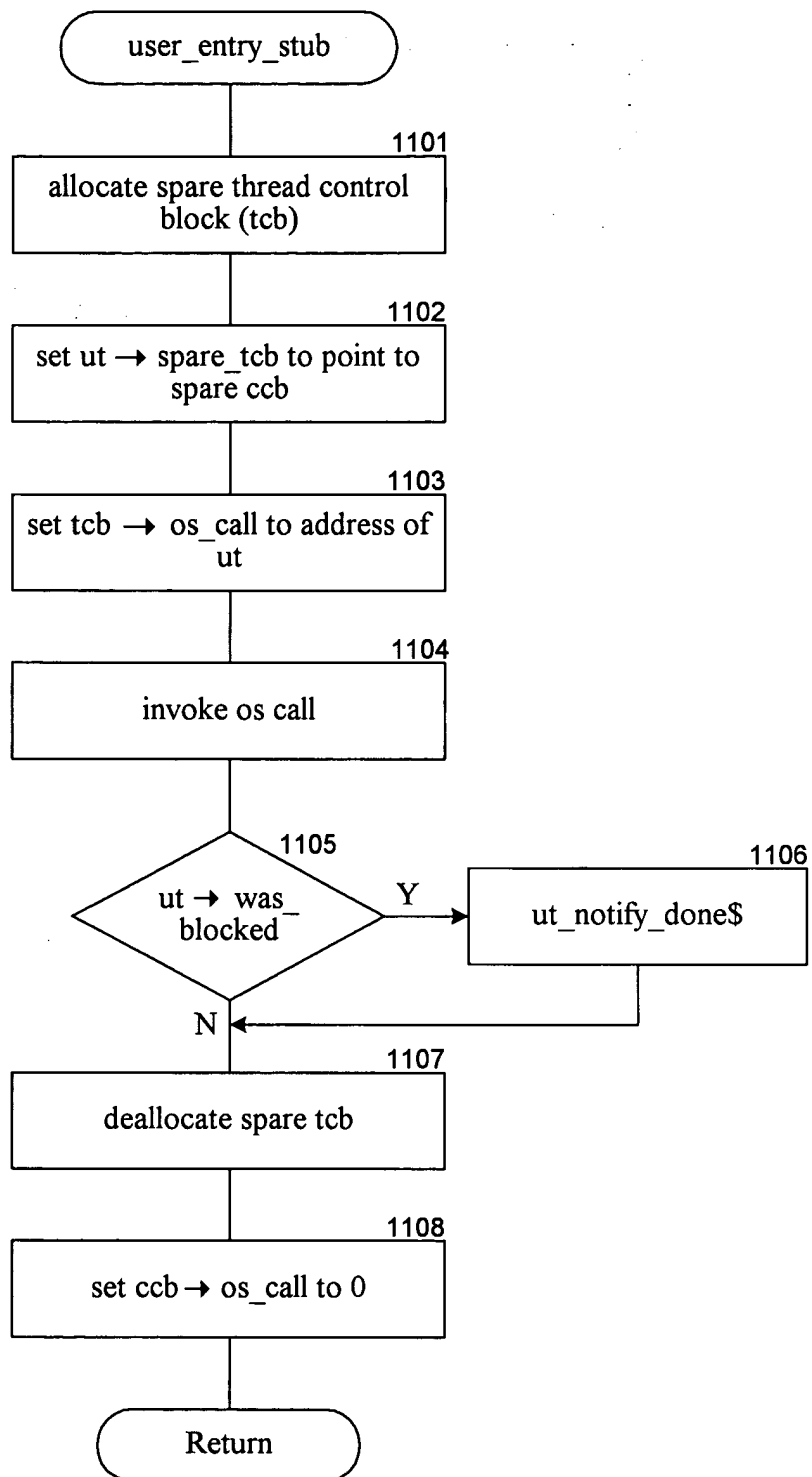 user_entry_stub
1101
allocate spare thread control
block (tcb)
1102
set ut → spare_tcb to point to
spare ccb
1103
set tcb → os_call to address of
ut
1104
invoke os call
1105
ut → was_
blocked
Y
1106
ut_notify_done$
N
1107
deallocate spare tcb
1108
set ccb → os_call to 0
Return